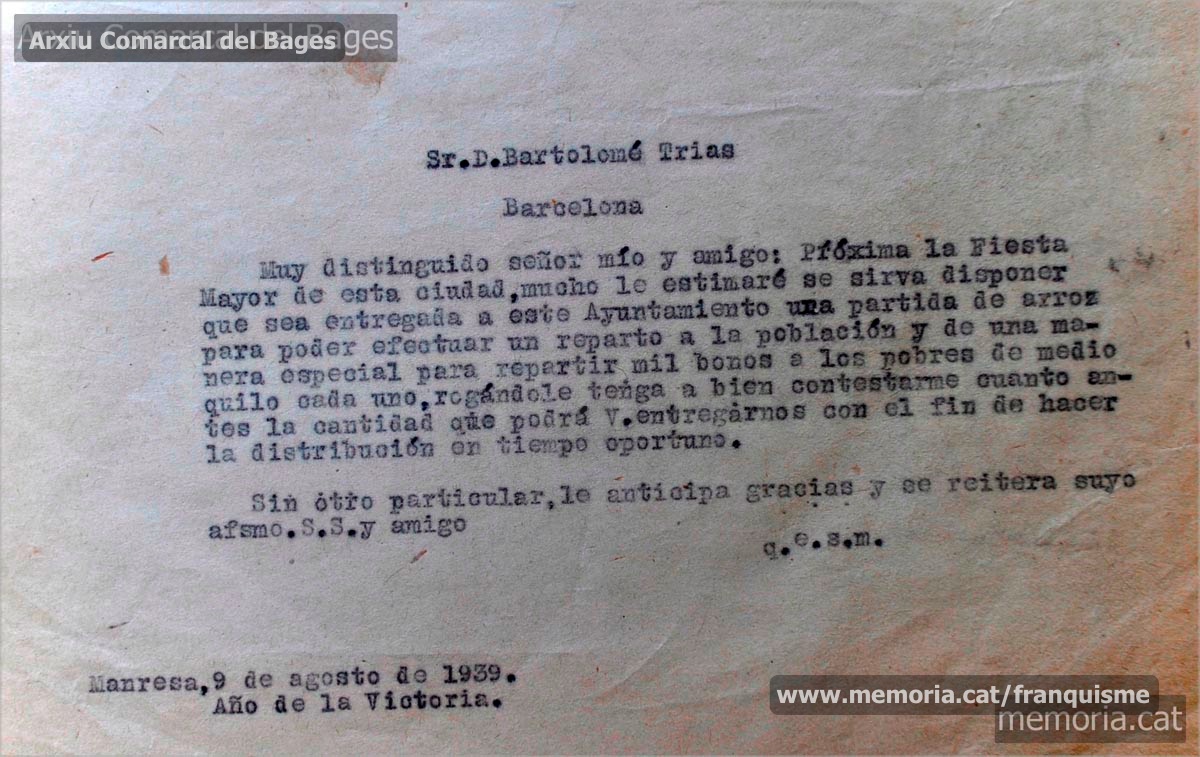 Arxiu Comarcal del Bages
Arxiu Comarcal del Bages
Sr.D.Bartolomé Trias
Barcelona
Muy distinguido señor mío y amigo: Próxima la Fiesta
Mayor de esta ciudad,mucho le estimaré se sirva disponer
que sea entregada a este Ayuntamiento una partida de arroz
para poder efectuar un reparto a la población y de una ma-
nera especial para repartir mil bonos a los pobres de medio
quilo cada uno,rogándole tenga a bien contestarme cuanto an-
tes la cantidad que podrá V.entregarnos con el fin de hacer
la distribución en tiempo oportuno.
Sin otro particular,le anticipa gracias y se reitera suyo
afsmo.S.S.y amigo
q.e.s.m.
Manresa,9 de agosto de 1939.
Año de la Victoria.
www.memoria.cat/franquisme
memoria.cat